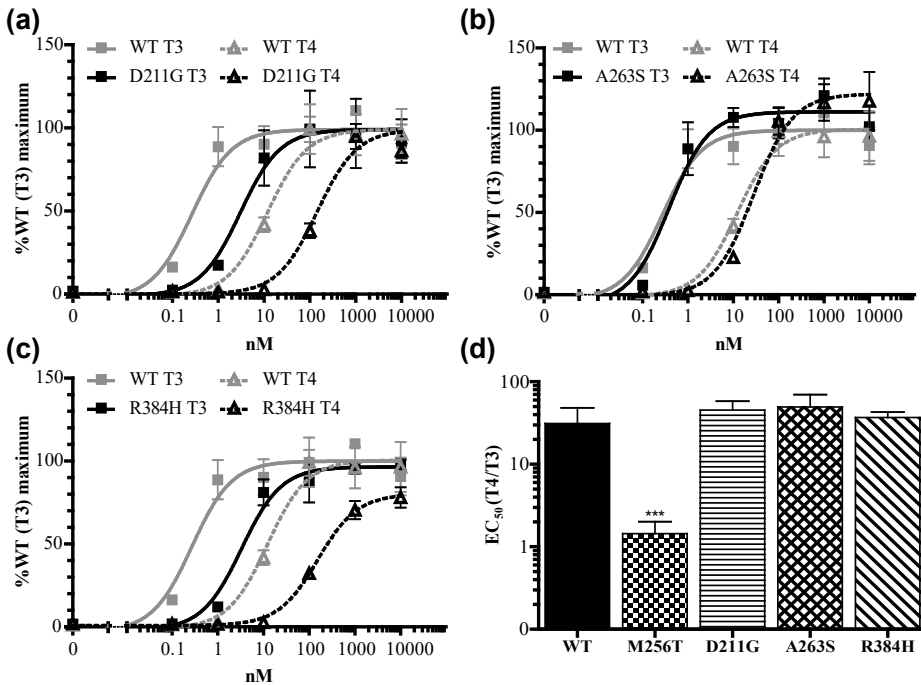 (a)
WT T3
WT T4
D211G T3
D211G T4
%WT (T3) maximum
150
100
50
0
0
0.1
1
10
100
1000
10000
nM
(b)
WT T3
WT T4
A263S T3
A263S T4
%WT (T3) maximum
150
100
50
0
0
0.1
1
10
100
1000
10000
nM
(c)
WT T3
WT T4
R384H T3
R384H T4
%WT (T3) maximum
150
100
50
0
0
0.1
1
10
100
1000
10000
nM
(d)
EC50 (T4/T3)
100
10
1
0
***
WT
M256T
D211G
A263S
R384H